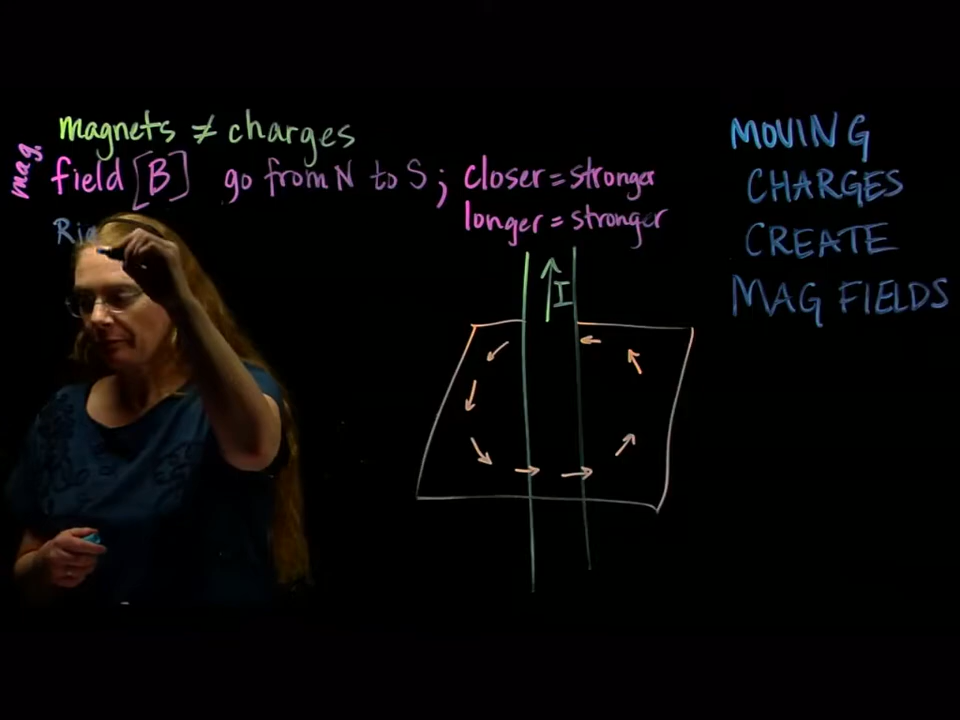 magnets ≠ charges
mag. field [B] go from N to S; closer = stronger
longer = stronger
I
MOVING
CHARGES
CREATE
MAG FIELDS